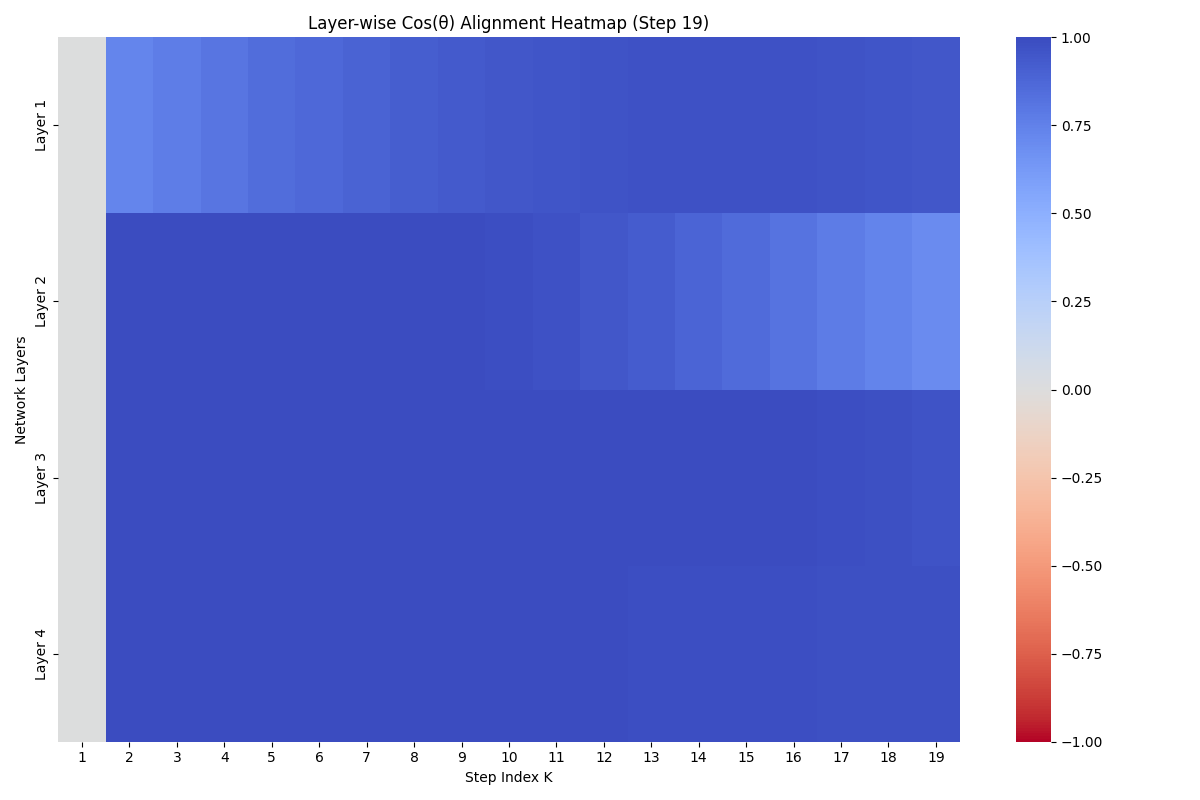 Layer-wise Cos(θ) Alignment Heatmap (Step 19)
Network Layers
Layer 1
Layer 2
Layer 3
Layer 4
1 2 3 4 5 6 7 8 9 10 11 12 13 14 15 16 17 18 19
Step Index K
1.00
0.75
0.50
0.25
0.00
−0.25
−0.50
−0.75
−1.00